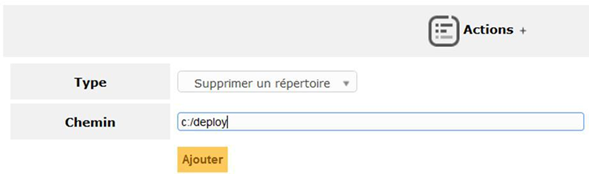 Actions +
Type Supprimer un répertoire
Chemin c:/deploy
Ajouter